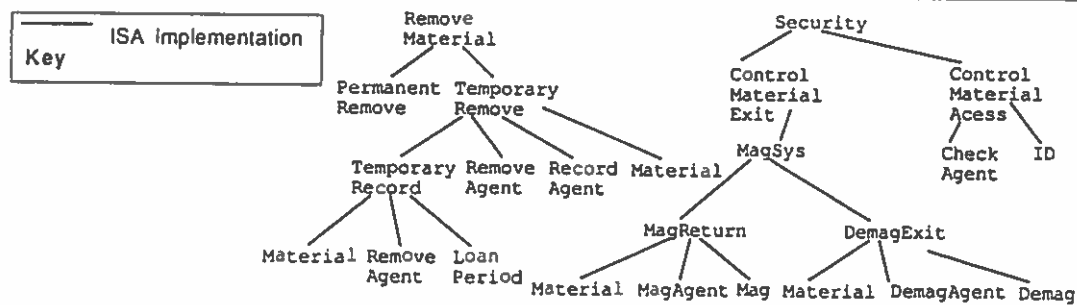 ISA Implementation
Key
Remove
Material
Security
Permanent
Remove
Temporary
Remove
Control
Material
Exit
Control
Material
Acess
Temporary
Record
Remove
Agent
Record
Agent
Material
MagSys
Check
Agent
ID
Material
Remove
Agent
Loan
Period
MagReturn
DemagExit
Material
MagAgent
Mag
Material
DemagAgent
Demag